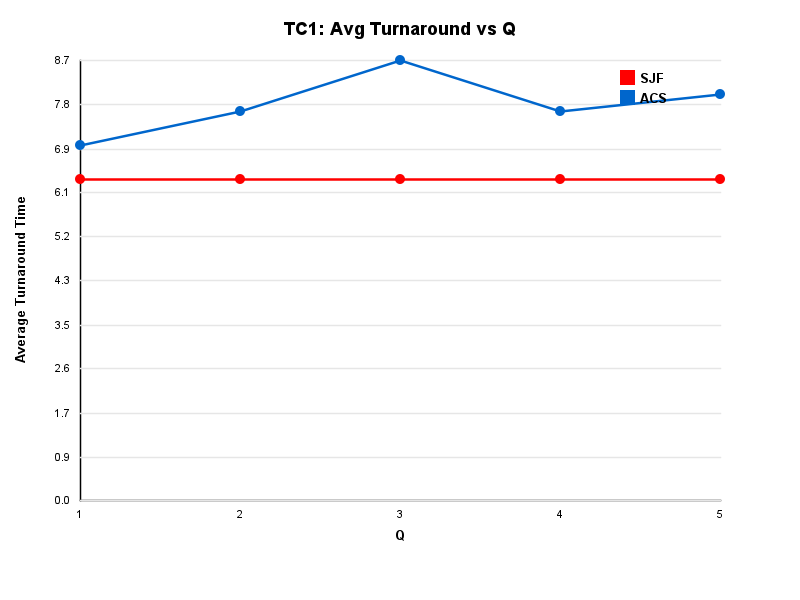 TC1: Avg Turnaround vs Q
SJF
ACS
Average Turnaround Time
8.7
7.8
6.9
6.1
5.2
4.3
3.5
2.6
1.7
0.9
0.0
1 2 3 4 5
Q